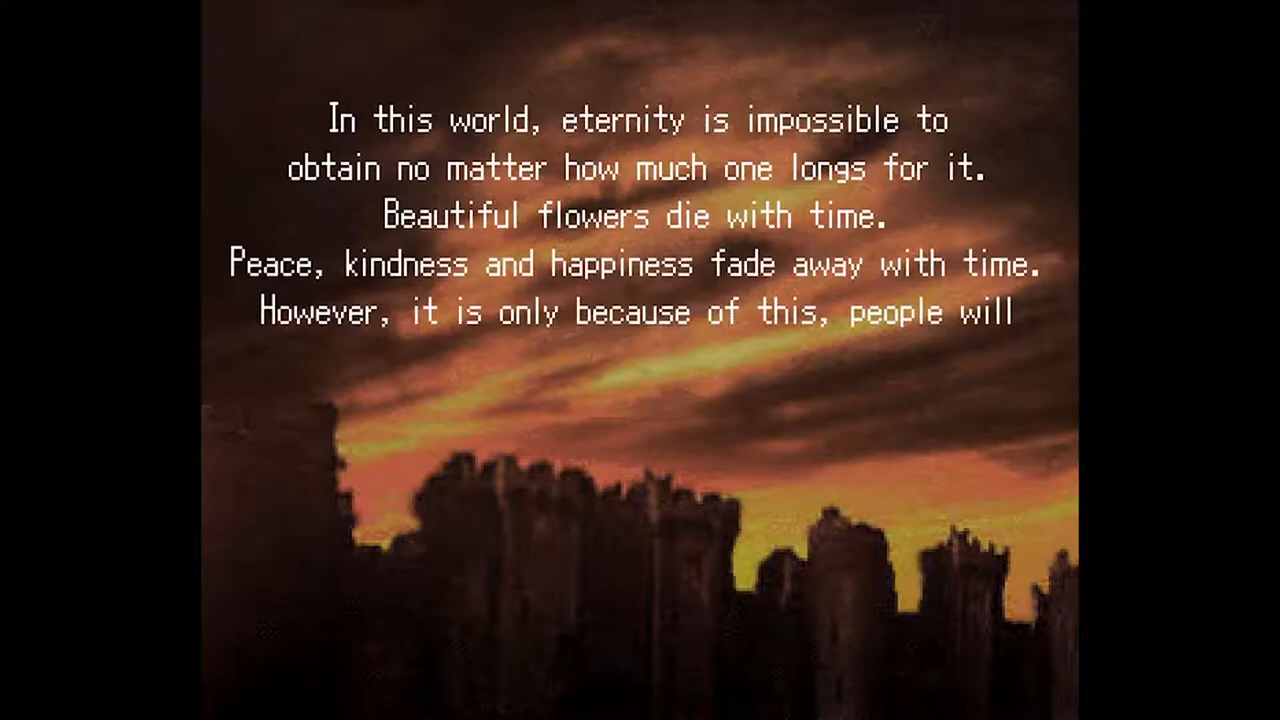 In this world, eternity is impossible to
obtain no matter how much one longs for it.
Beautiful flowers die with time.
Peace, kindness and happiness fade away with time.
However, it is only because of this, people will